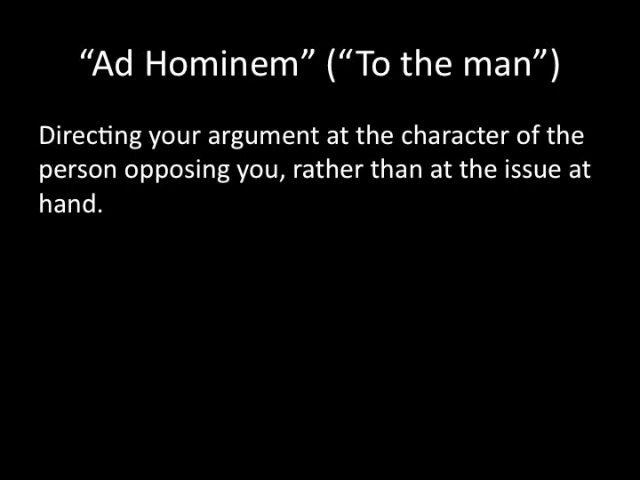 “Ad Hominem” (“To the man”)
Directing your argument at the character of the
person opposing you, rather than at the issue at
hand.